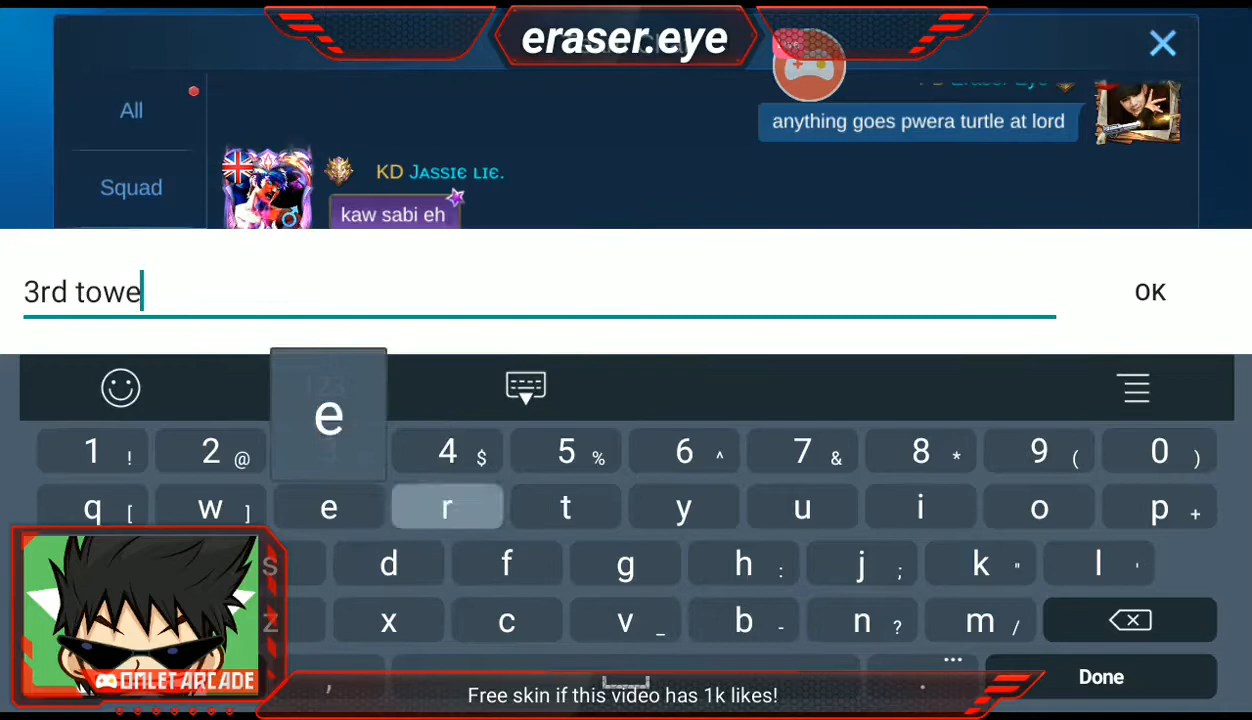 eraser.eye
All
anything goes pwera turtle at lord
Squad
KD JASSIE LIE.
kaw sabi eh
3rd towe
OK
e
1 ! 2 @ 4 $ 5 % 6 ^ 7 & 8 * 9 ( 0 )
q [ w ] e r t y u i o p +
s d f g h : j ; k " l '
z x c v _ b - n ? m /
, . ... Done
ONLET ARCADE
Free skin if this video has 1k likes!